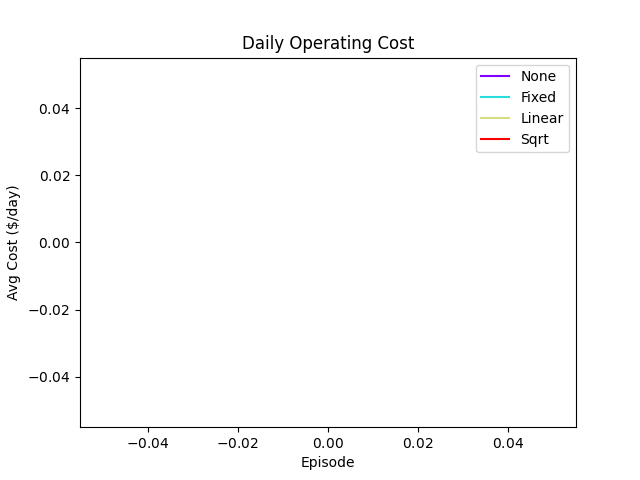 Daily Operating Cost
None
Fixed
Linear
Sqrt
0.04
0.02
0.00
−0.02
−0.04
Avg Cost ($/day)
−0.04
−0.02
0.00
0.02
0.04
Episode